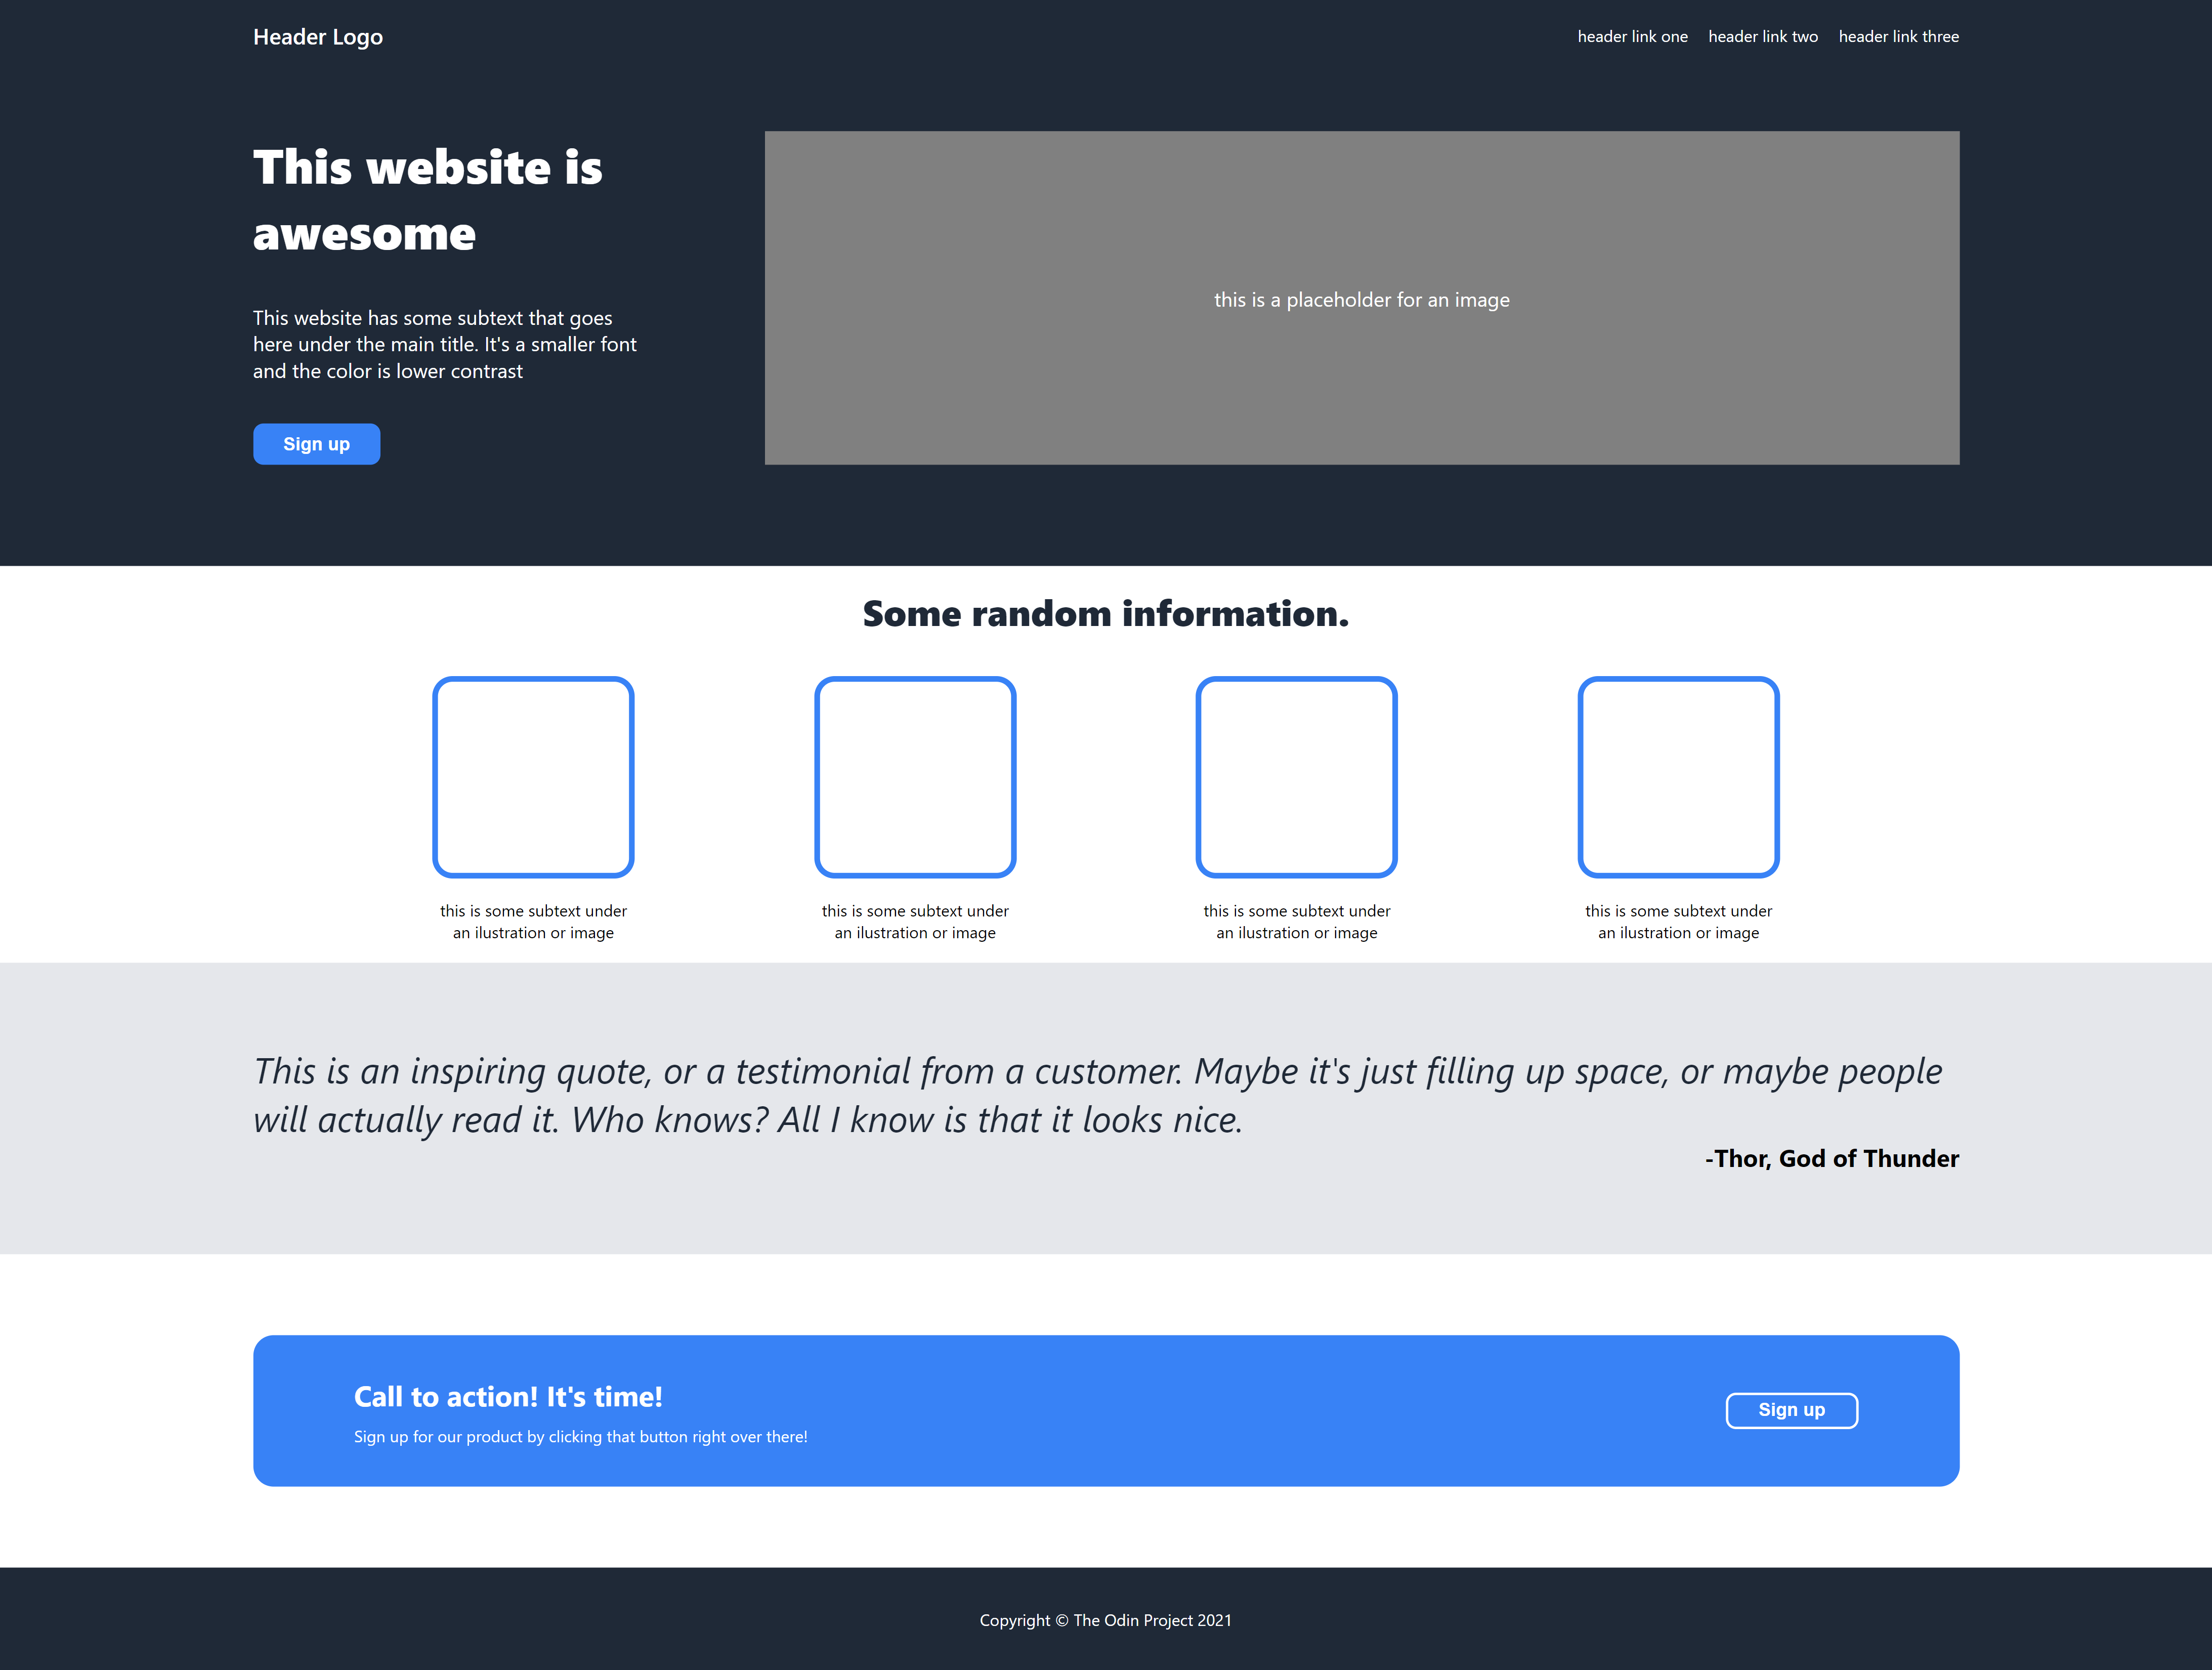 Header Logo
header link one
header link two
header link three
This website is
awesome
This website has some subtext that goes
here under the main title. It's a smaller font
and the color is lower contrast
Sign up
this is a placeholder for an image
Some random information.
this is some subtext under
an ilustration or image
this is some subtext under
an ilustration or image
this is some subtext under
an ilustration or image
this is some subtext under
an ilustration or image
This is an inspiring quote, or a testimonial from a customer. Maybe it's just filling up space, or maybe people
will actually read it. Who knows? All I know is that it looks nice.
-Thor, God of Thunder
Call to action! It's time!
Sign up for our product by clicking that button right over there!
Sign up
Copyright © The Odin Project 2021